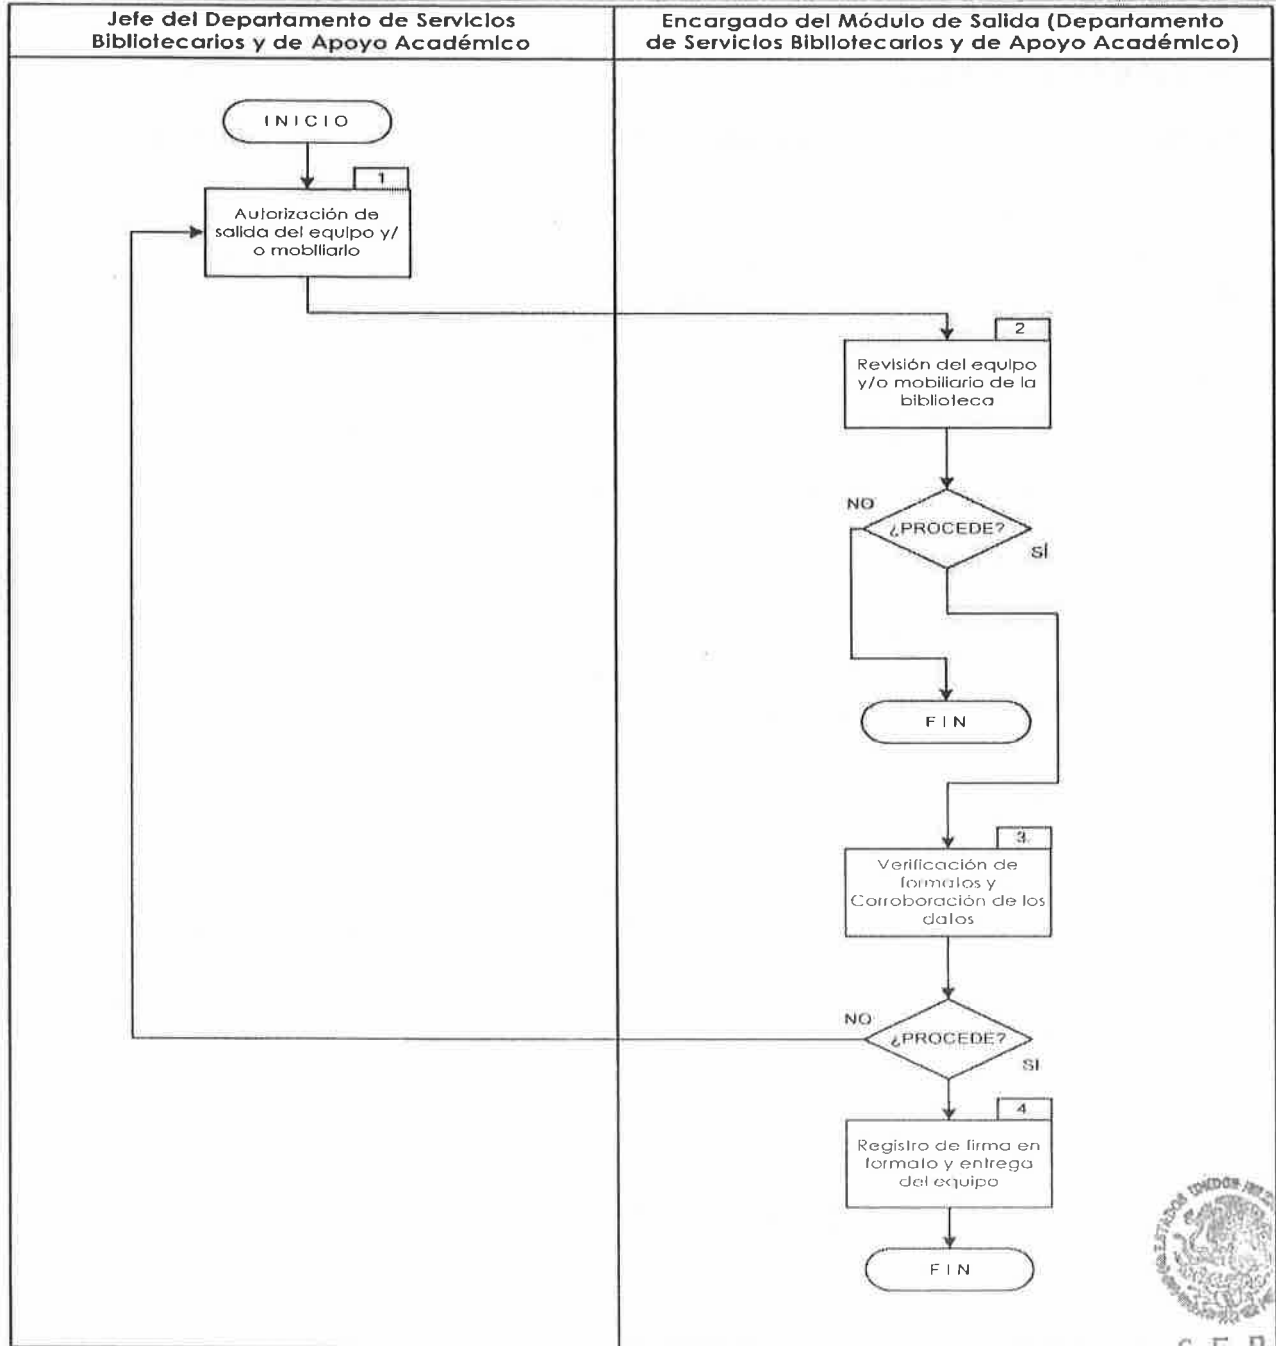 Jefe del Departamento de Servicios
Bibliotecarios y de Apoyo Académico
Encargado del Módulo de Salida (Departamento
de Servicios Bibliotecarios y de Apoyo Académico)
INICIO
1
Autorización de
salida del equipo y/
o mobiliario
2
Revisión del equipo
y/o mobiliario de la
biblioteca
NO
¿PROCEDE?
SÍ
FIN
3
Verificación de
formatos y
Corroboración de los
datos
NO
¿PROCEDE?
SI
4
Registro de firma en
formato y entrega
del equipo
FIN
ESTADOS UNIDOS
S E P